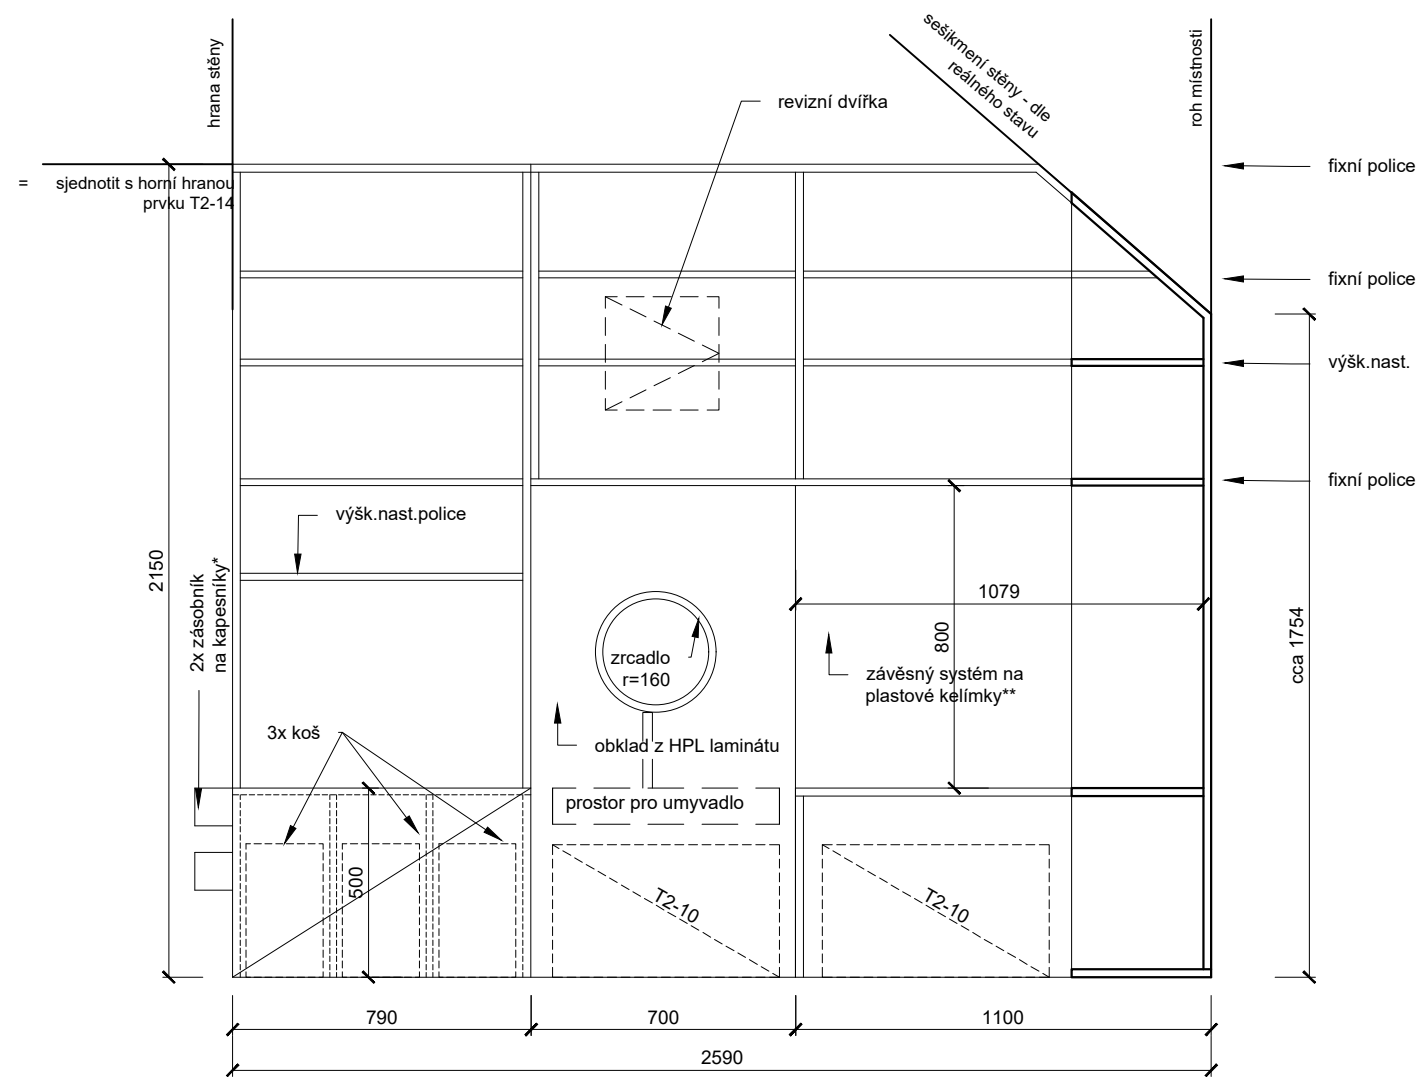 hrana stěny
sešikmení stěny - dle
reálného stavu
roh místnosti
revizní dvířka
fixní police
= sjednotit s horní hranou
prvku T2-14
fixní police
výšk.nast.
fixní police
výšk.nast.police
2150
2x zásobník
na kapesníky*
1079
800
cca 1754
zrcadlo
r=160
závěsný systém na
plastové kelímky**
3x koš
obklad z HPL laminátu
prostor pro umyvadlo
500
T2-10
T2-10
790
700
1100
2590